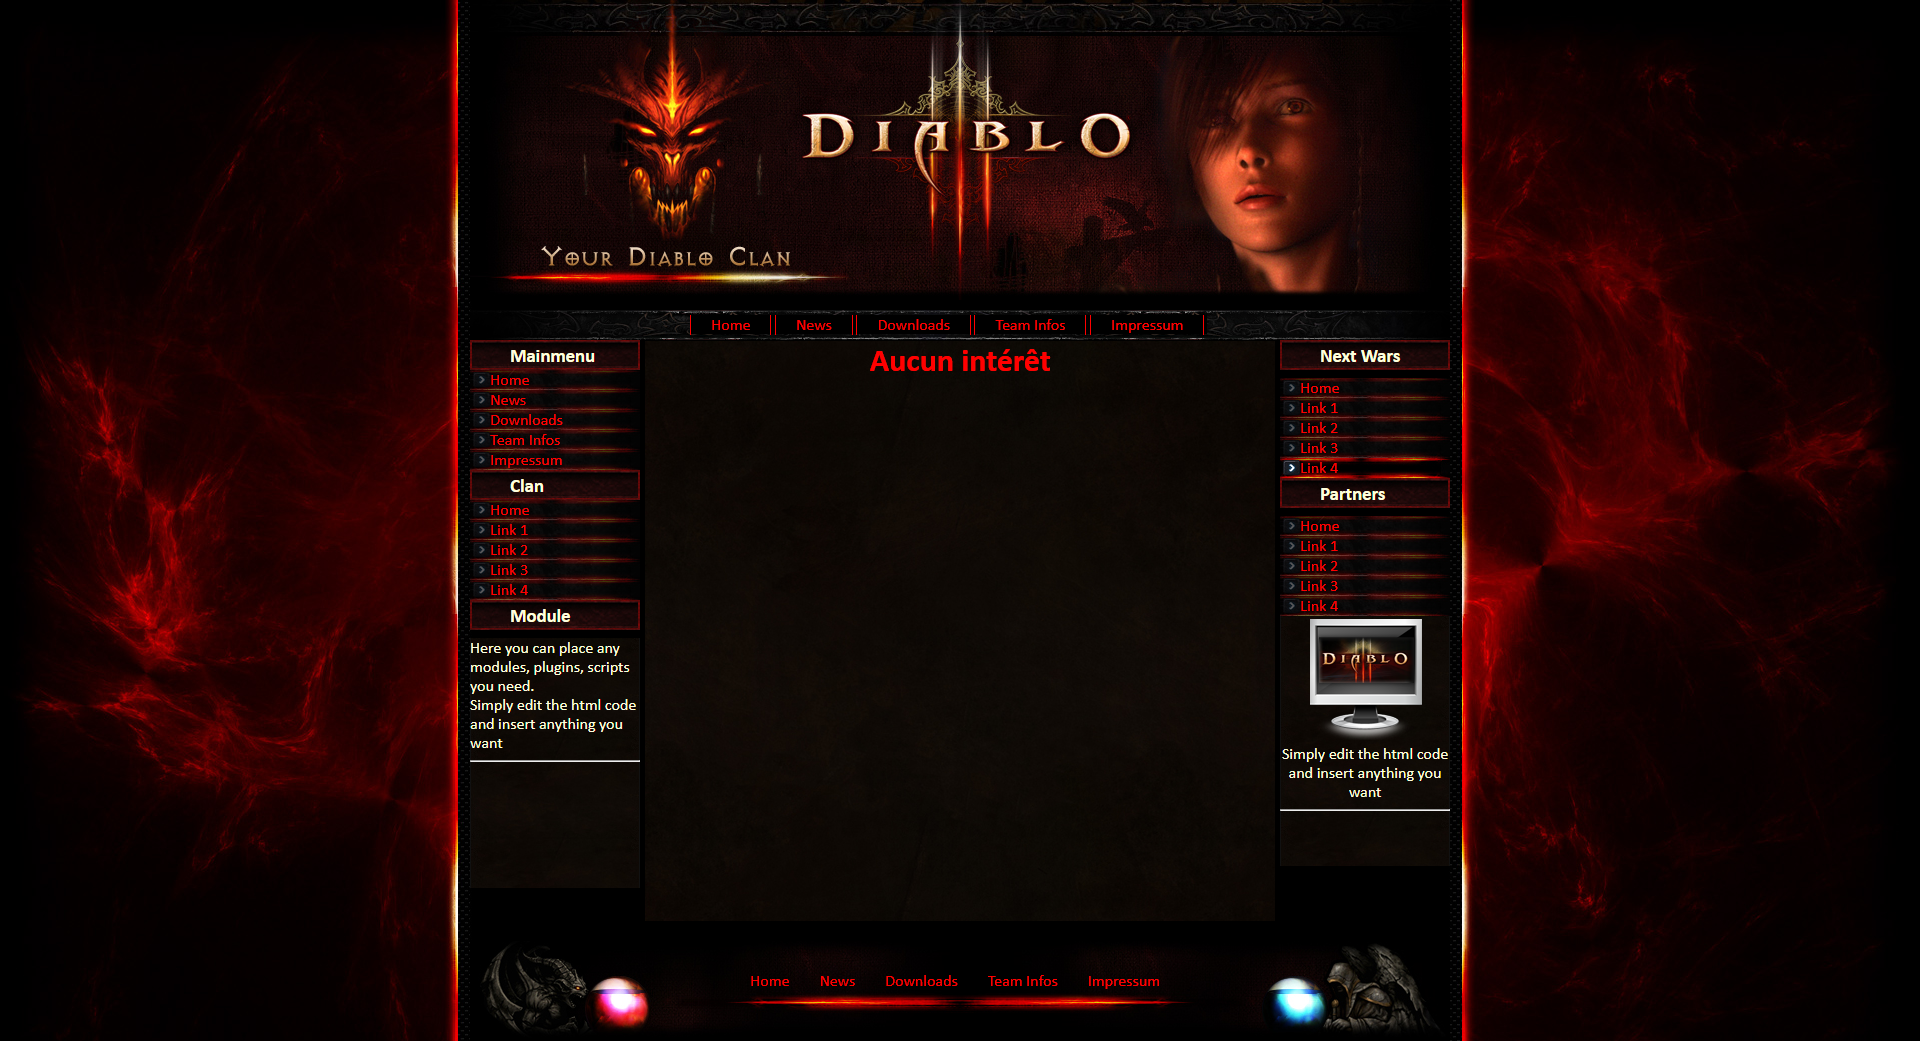 DIABLO
Your Diablo Clan
Home News Downloads Team Infos Impressum
Mainmenu
Home
News
Downloads
Team Infos
Impressum
Clan
Home
Link 1
Link 2
Link 3
Link 4
Module
Here you can place any
modules, plugins, scripts
you need.
Simply edit the html code
and insert anything you
want
Aucun intérêt
Next Wars
Home
Link 1
Link 2
Link 3
Link 4
Partners
Home
Link 1
Link 2
Link 3
Link 4
DIABLO
Simply edit the html code
and insert anything you
want
Home News Downloads Team Infos Impressum